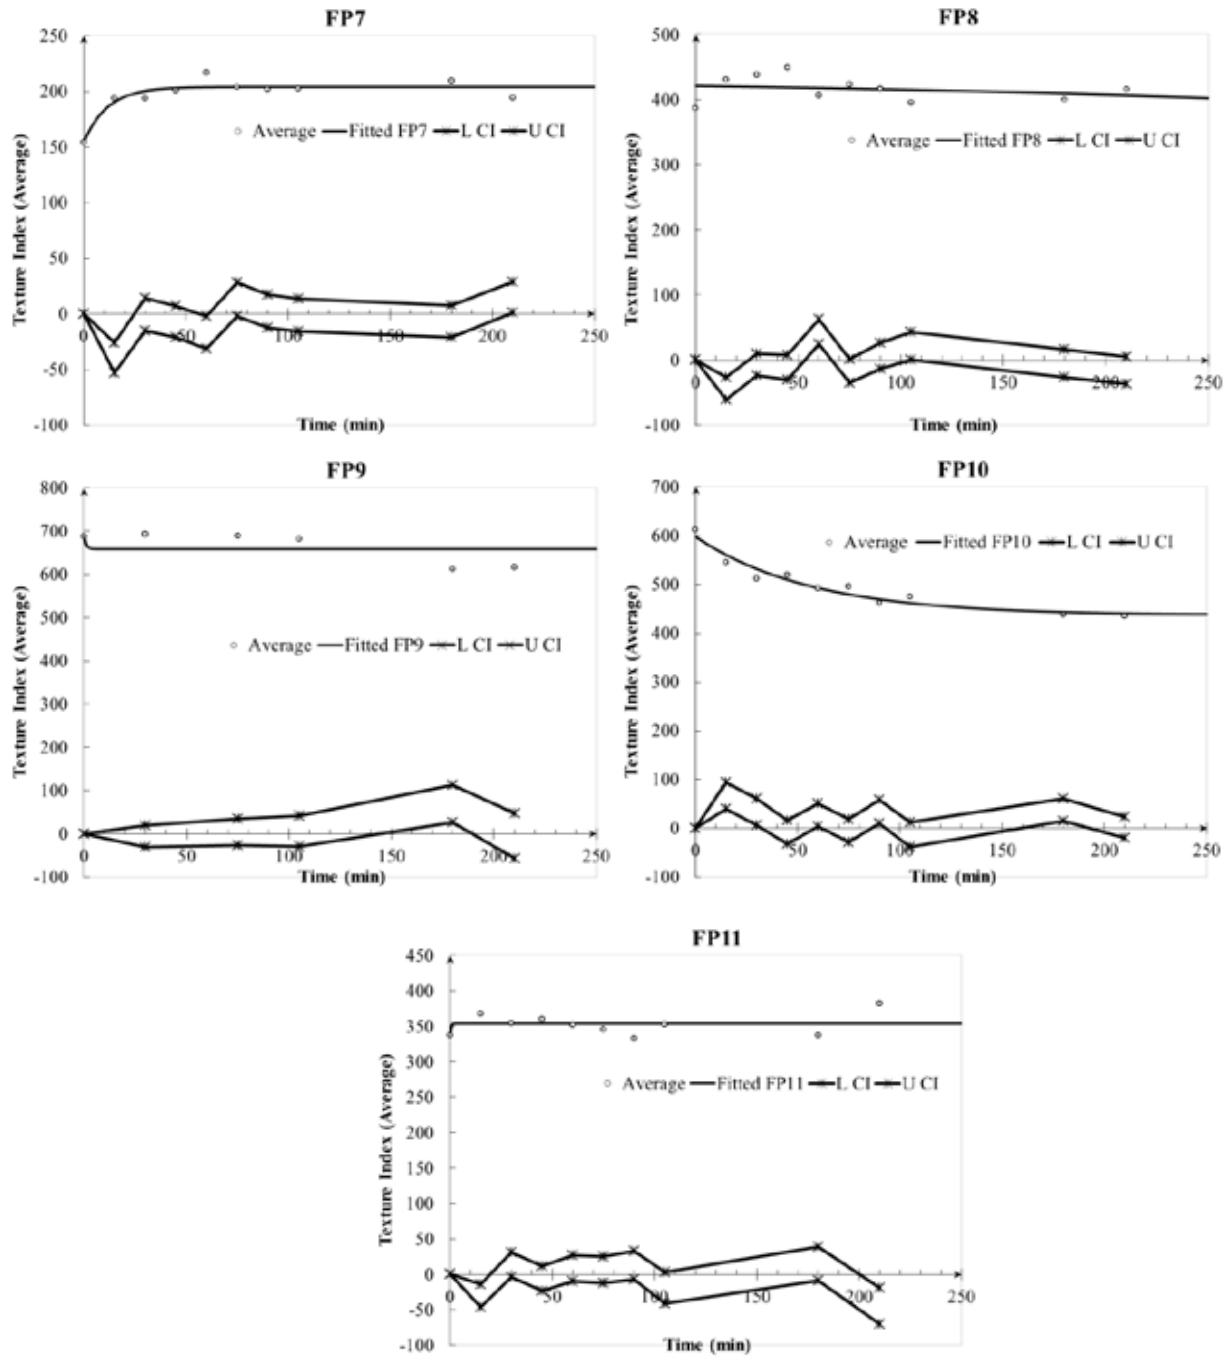 FP7
250
200
150
100
50
0
-50
-100
0 50 100 150 200 250
Texture Index (Average)
Time (min)
Average Fitted FP7 L CI U CI
FP8
500
400
300
200
100
0
-100
0 50 100 150 200 250
Texture Index (Average)
Time (min)
Average Fitted FP8 L CI U CI
FP9
800
700
600
500
400
300
200
100
0
-100
0 50 100 150 200 250
Texture Index (Average)
Time (min)
Average Fitted FP9 L CI U CI
FP10
700
600
500
400
300
200
100
0
-100
0 50 100 150 200 250
Texture Index (Average)
Time (min)
Average Fitted FP10 L CI U CI
FP11
450
400
350
300
250
200
150
100
50
0
-50
-100
0 50 100 150 200 250
Texture Index (Average)
Time (min)
Average Fitted FP11 L CI U CI